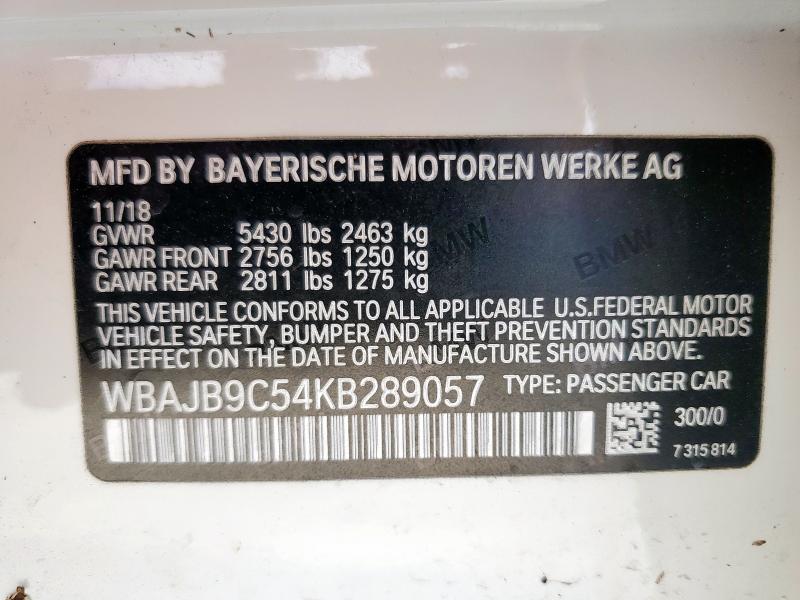 MFD BY BAYERISCHE MOTOREN WERKE AG
11/18
GVWR 5430 lbs 2463 kg
GAWR FRONT 2756 lbs 1250 kg
GAWR REAR 2811 lbs 1275 kg
BMW BMW
THIS VEHICLE CONFORMS TO ALL APPLICABLE U.S.FEDERAL MOTOR
VEHICLE SAFETY, BUMPER AND THEFT PREVENTION STANDARDS
IN EFFECT ON THE DATE OF MANUFACTURE SHOWN ABOVE.
WBAJB9C54KB289057 TYPE: PASSENGER CAR
300/0
7 315 814